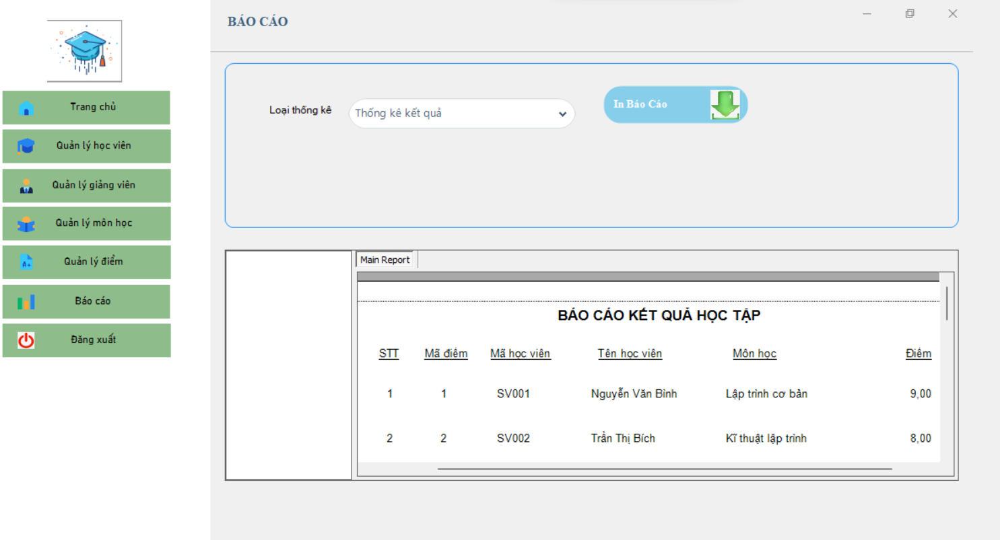 BÁO CÁO
Trang chủ
Quản lý học viên
Quản lý giảng viên
Quản lý môn học
Quản lý điểm
Báo cáo
Đăng xuất
Loại thống kê
Thống kê kết quả
In Báo Cáo
Main Report
BÁO CÁO KẾT QUẢ HỌC TẬP
STT Mã điểm Mã học viên Tên học viên Môn học Điểm
1 1 SV001 Nguyễn Văn Bình Lập trình cơ bản 9,00
2 2 SV002 Trần Thị Bích Kĩ thuật lập trình 8,00